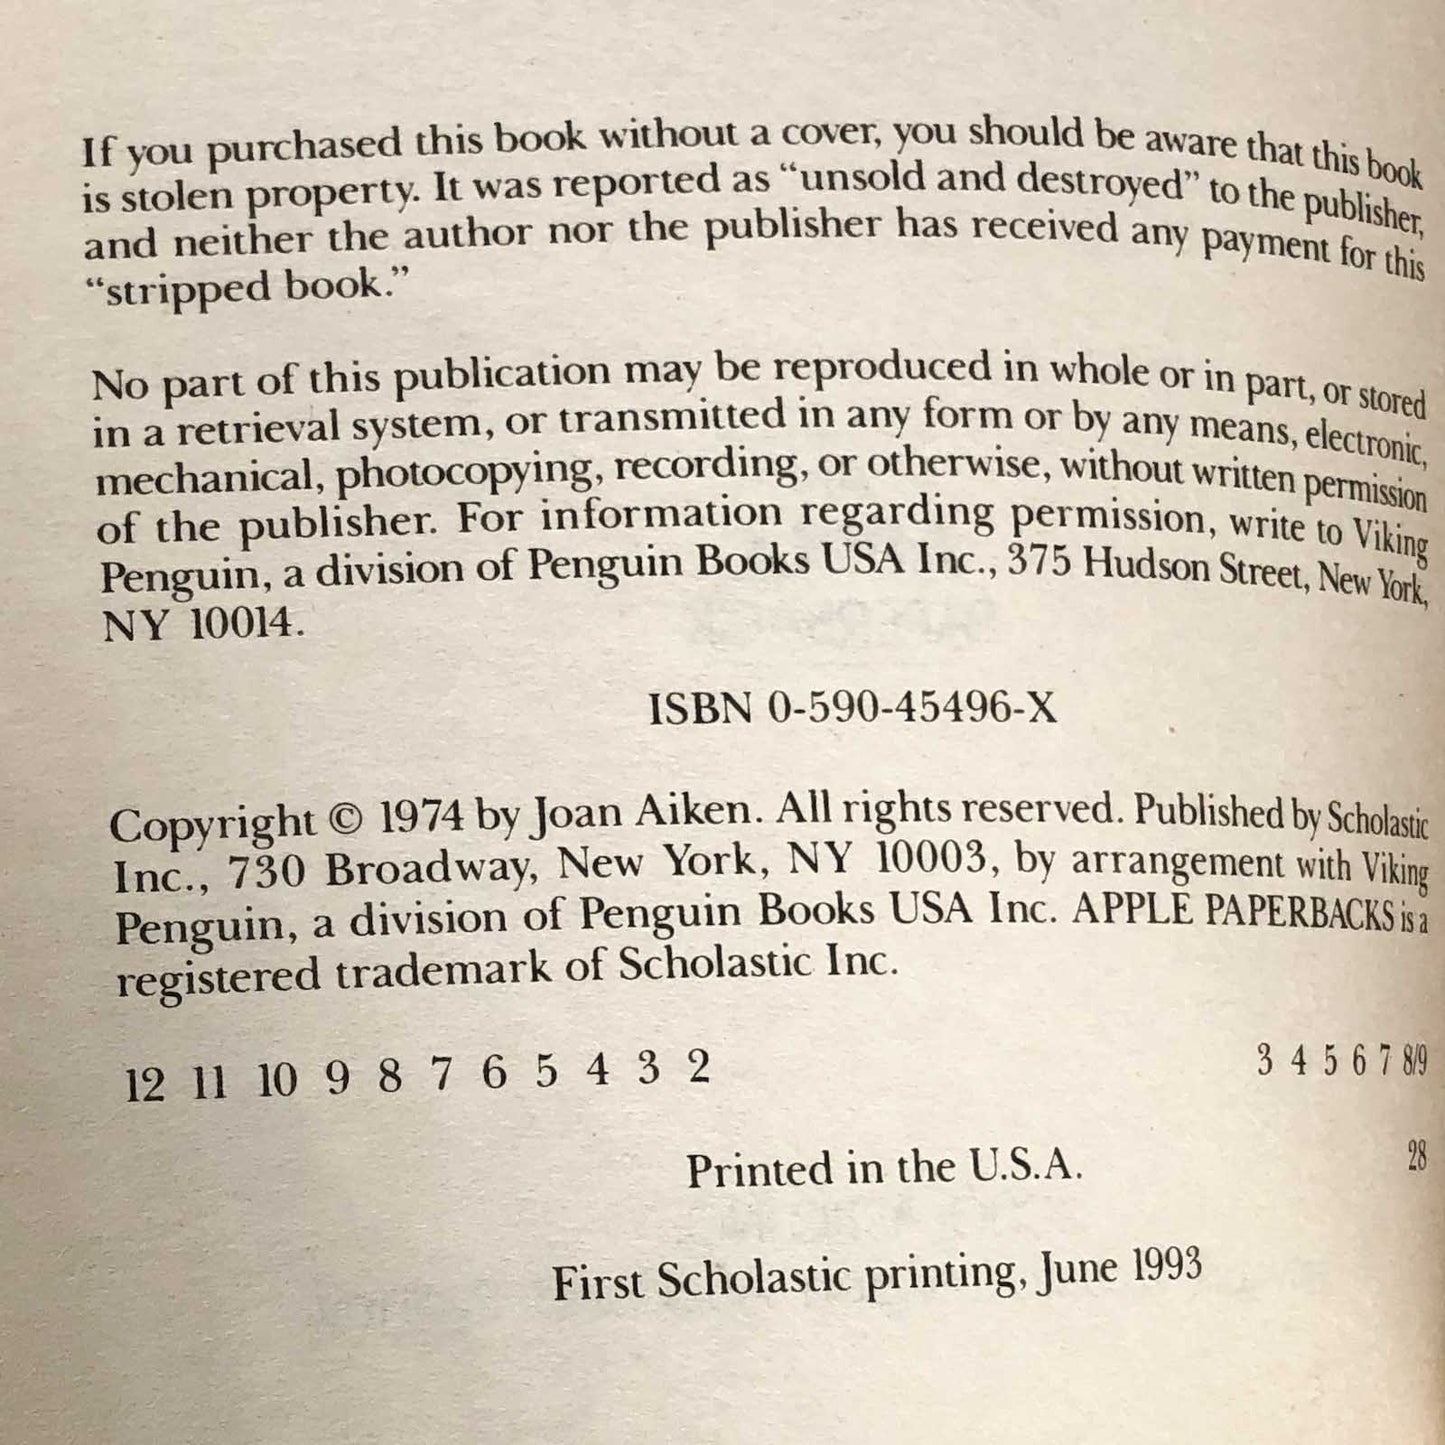 If you purchased this book without a cover, you should be aware that this book
is stolen property. It was reported as “unsold and destroyed” to the publisher,
and neither the author nor the publisher has received any payment for this
“stripped book.”
No part of this publication may be reproduced in whole or in part, or stored
in a retrieval system, or transmitted in any form or by any means, electronic,
mechanical, photocopying, recording, or otherwise, without written permission
of the publisher. For information regarding permission, write to Viking
Penguin, a division of Penguin Books USA Inc., 375 Hudson Street, New York,
NY 10014.
ISBN 0-590-45496-X
Copyright © 1974 by Joan Aiken. All rights reserved. Published by Scholastic
Inc., 730 Broadway, New York, NY 10003, by arrangement with Viking
Penguin, a division of Penguin Books USA Inc. APPLE PAPERBACKS is a
registered trademark of Scholastic Inc.
12 11 10 9 8 7 6 5 4 3 2 3 4 5 6 7 8/9
Printed in the U.S.A. 28
First Scholastic printing, June 1993